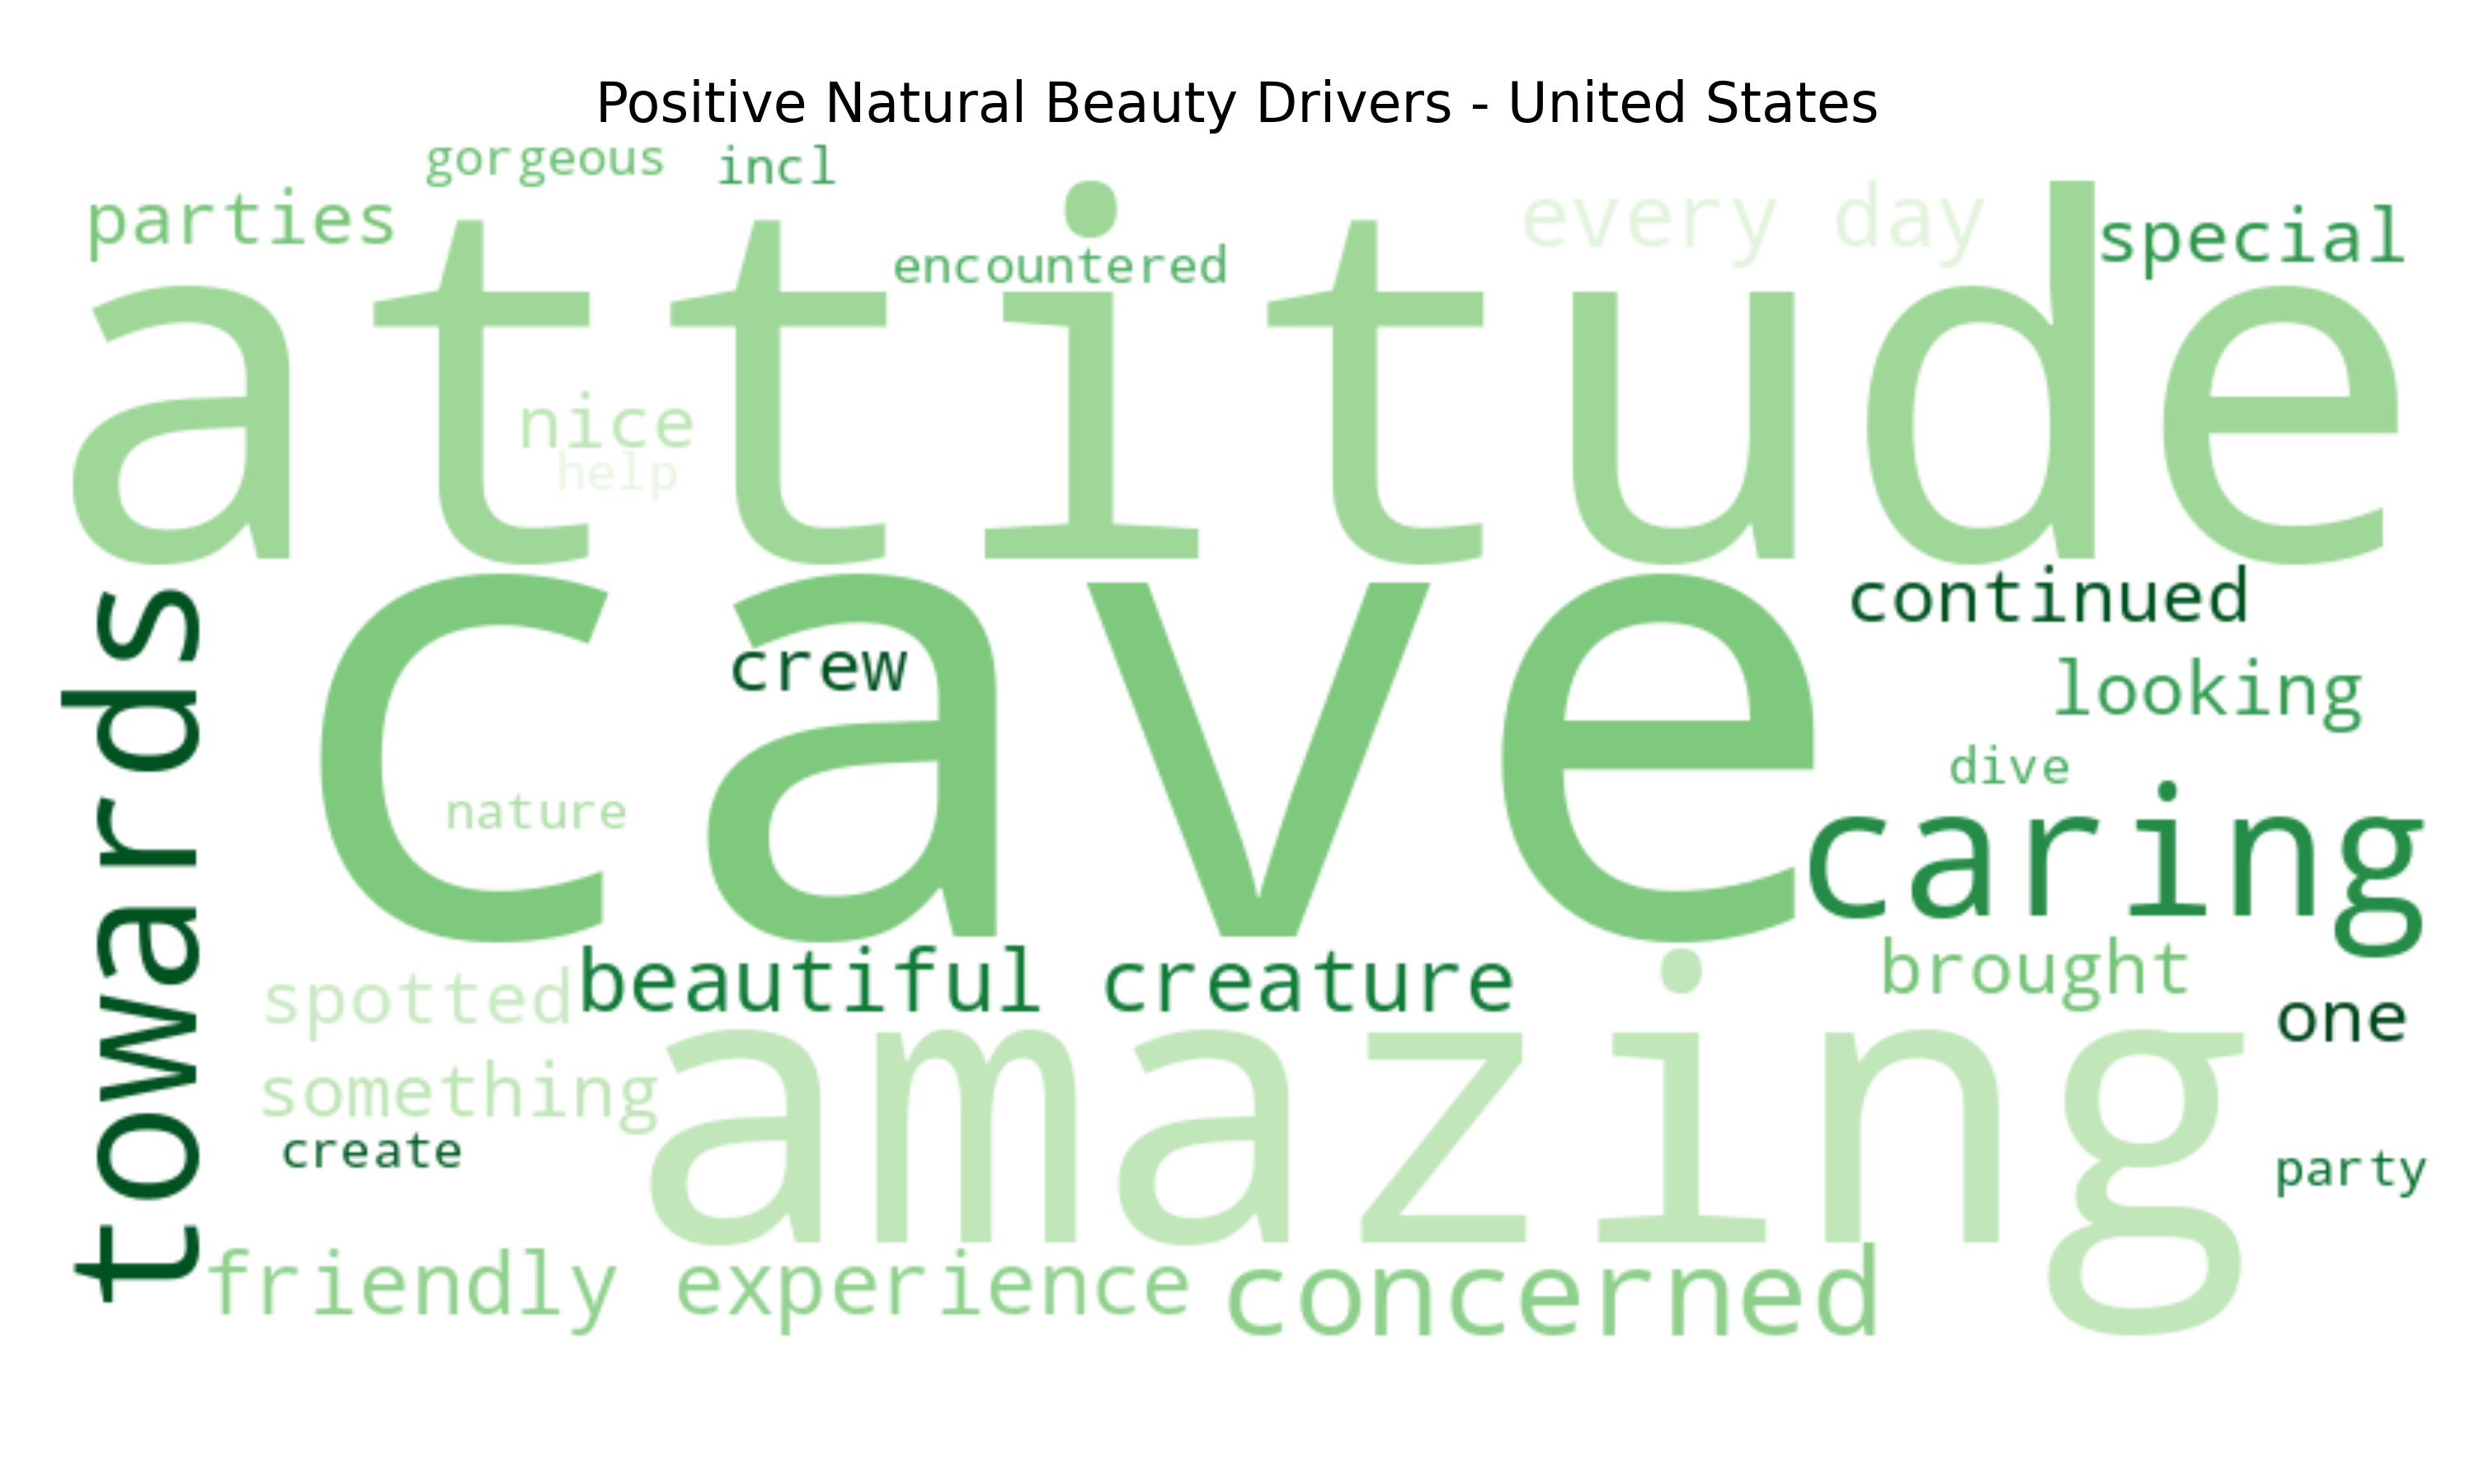 Positive Natural Beauty Drivers - United States
gorgeous incl
parties every day special
encountered
attitude
nice
help
towards
cave
continued
crew
looking
dive
nature
caring
beautiful creature
brought
spotted
one
amazing
something
create
party
friendly experience
concerned